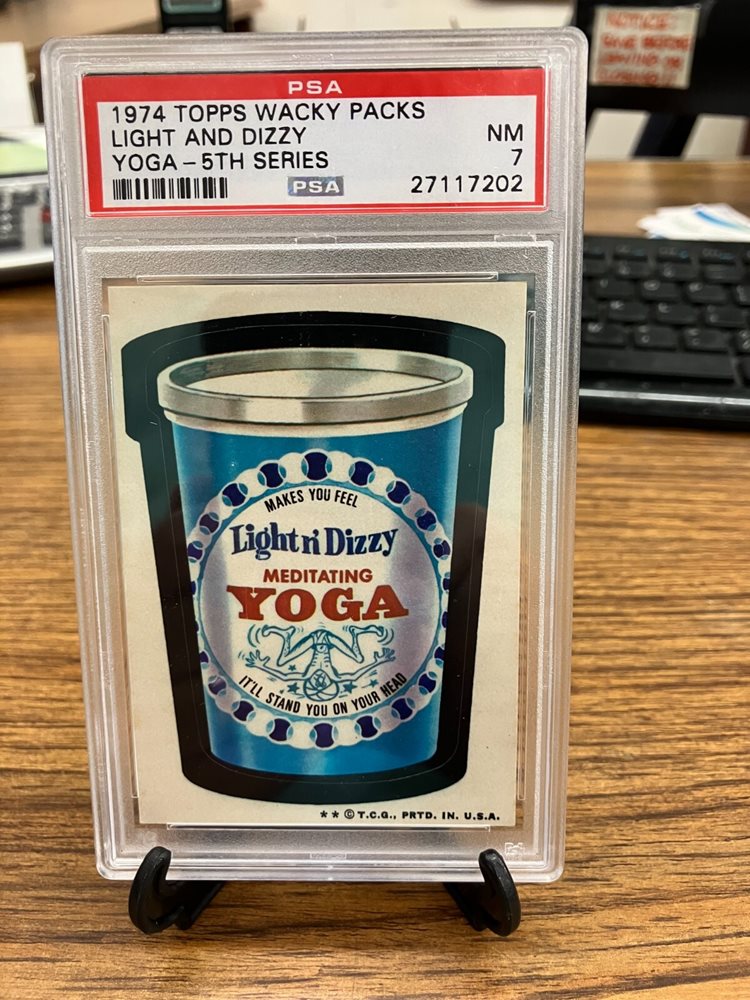 NOTICE:
PSA
1974 TOPPS WACKY PACKS
LIGHT AND DIZZY NM
YOGA - 5TH SERIES 7
PSA 27117202
MAKES YOU FEEL
Light n' Dizzy
MEDITATING
YOGA
IT'LL STAND YOU ON YOUR HEAD
** © T.C.G., PRTD. IN. U.S.A.